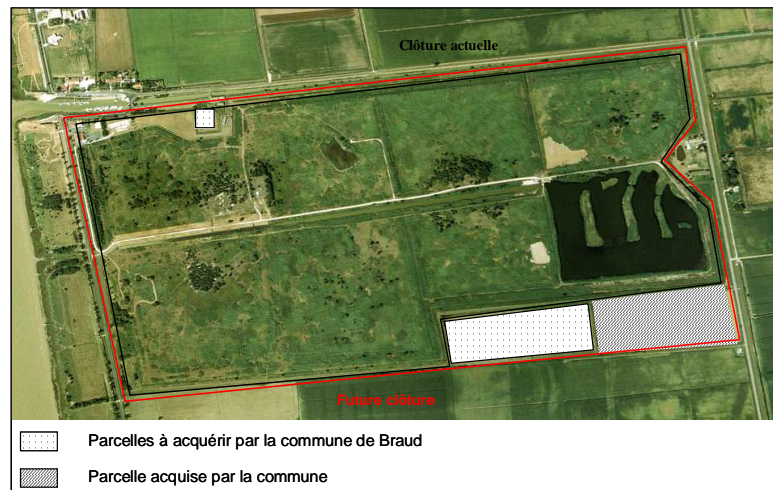 Clôture actuelle
Future clôture
Parcelles à acquérir par la commune de Braud
Parcelle acquise par la commune